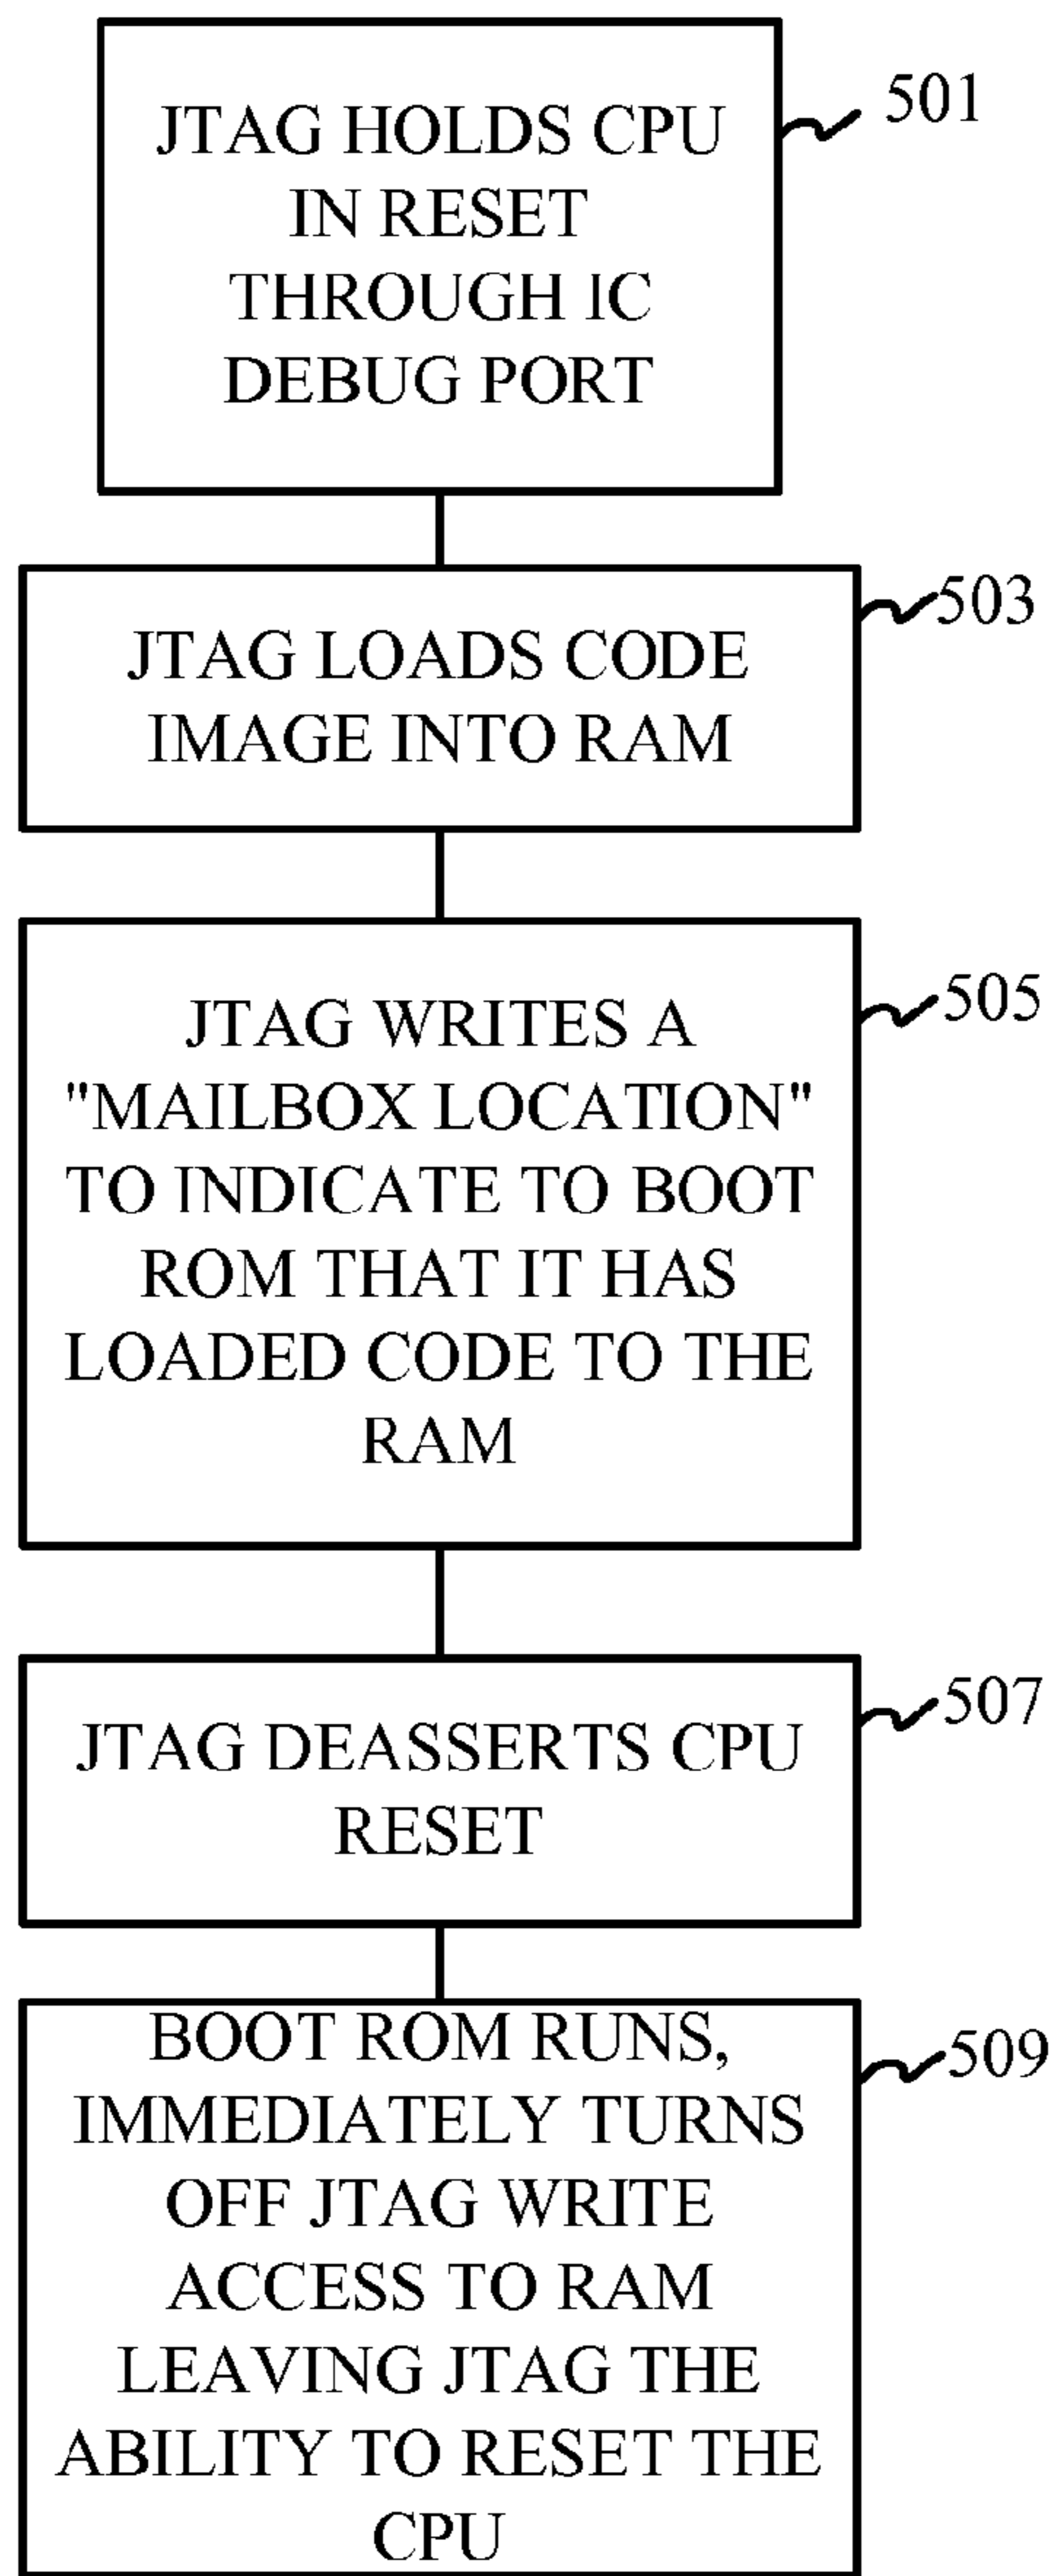 JTAG HOLDS CPU
IN RESET
THROUGH IC
DEBUG PORT
501
JTAG LOADS CODE
IMAGE INTO RAM
503
JTAG WRITES A
"MAILBOX LOCATION"
TO INDICATE TO BOOT
ROM THAT IT HAS
LOADED CODE TO THE
RAM
505
JTAG DEASSERTS CPU
RESET
507
BOOT ROM RUNS,
IMMEDIATELY TURNS
OFF JTAG WRITE
ACCESS TO RAM
LEAVING JTAG THE
ABILITY TO RESET THE
CPU
509